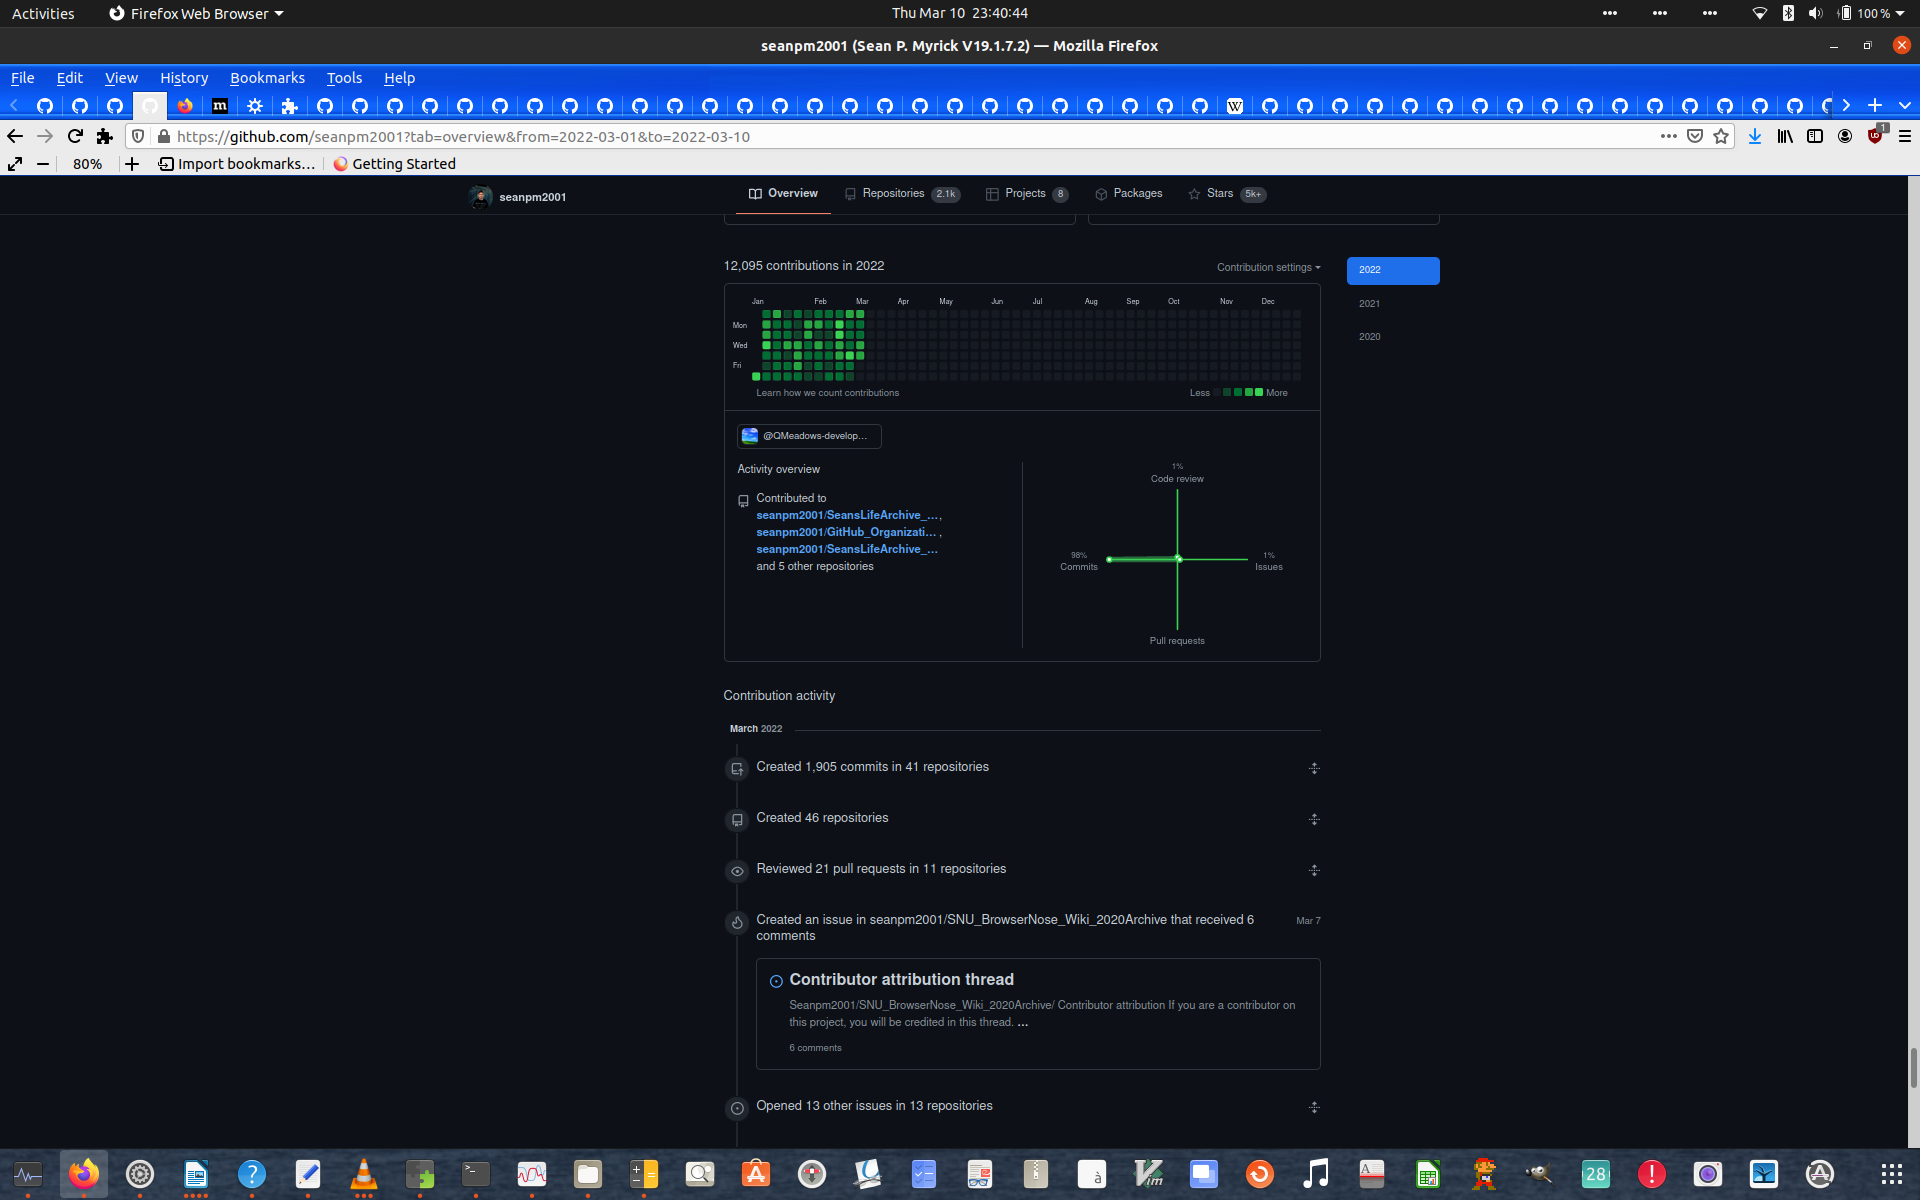 Activities
Firefox Web Browser
Thu Mar 10 23:40:44
100 %
seanpm2001 (Sean P. Myrick V19.1.7.2) — Mozilla Firefox
File Edit View History Bookmarks Tools Help
https://github.com/seanpm2001?tab=overview&from=2022-03-01&to=2022-03-10
1
80%
Import bookmarks…
Getting Started
seanpm2001
Overview
Repositories 2.1k
Projects 8
Packages
Stars 5k+
12,095 contributions in 2022
Contribution settings
2022
2021
2020
Jan Feb Mar Apr May Jun Jul Aug Sep Oct Nov Dec
Mon
Wed
Fri
Learn how we count contributions
Less More
@QMeadows-develop…
Activity overview
Contributed to
seanpm2001/SeansLifeArchive_… ,
seanpm2001/GitHub_Organizati… ,
seanpm2001/SeansLifeArchive_…
and 5 other repositories
1%
Code review
98%
Commits
1%
Issues
Pull requests
Contribution activity
March 2022
Created 1,905 commits in 41 repositories
Created 46 repositories
Reviewed 21 pull requests in 11 repositories
Created an issue in seanpm2001/SNU_BrowserNose_Wiki_2020Archive that received 6
comments
Mar 7
Contributor attribution thread
Seanpm2001/SNU_BrowserNose_Wiki_2020Archive/ Contributor attribution If you are a contributor on
this project, you will be credited in this thread. …
6 comments
Opened 13 other issues in 13 repositories
28